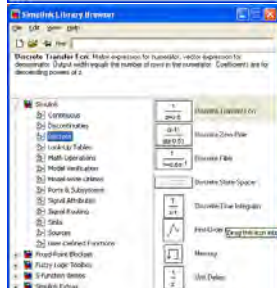 Simulink Library Browser
File Edit View Help
Discrete Transfer Fcn: Matrix expression for numerator, vector expression for
denominator. Output width equals the number of rows in the numerator. Coefficients are for
descending powers of z.
Simulink
Continuous
Discontinuities
Discrete
Look-Up Tables
Math Operations
Model Verification
Model-Wide Utilities
Ports & Subsystems
Signal Attributes
Signal Routing
Sinks
Sources
User-Defined Functions
Fixed-Point Blockset
Fuzzy Logic Toolbox
S-function demos
Simulink Extras
Discrete Transfer Fcn
Discrete Zero-Pole
Discrete Filter
Discrete State-Space
Discrete-Time Integrator
First-Order
Memory
Unit Delay